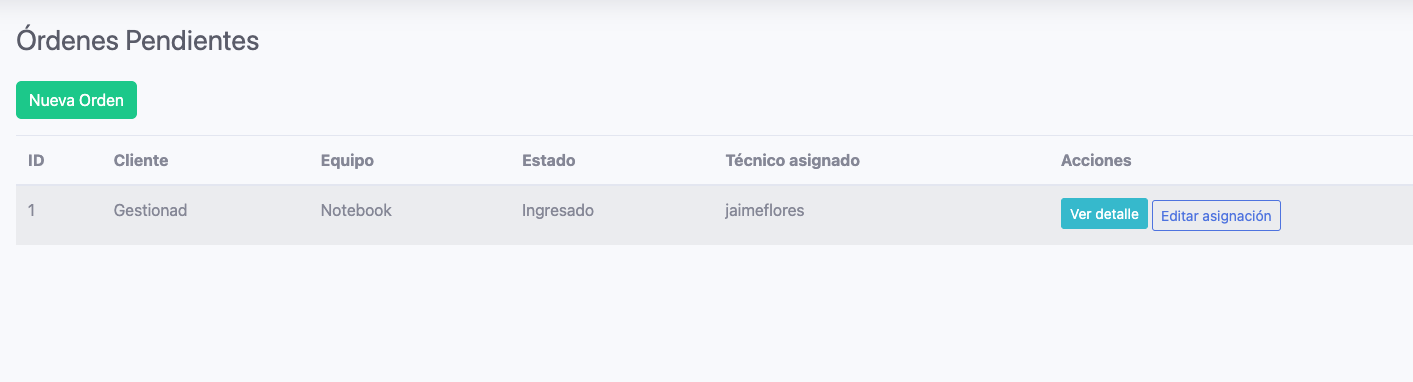 Órdenes Pendientes
Nueva Orden
ID Cliente Equipo Estado Técnico asignado Acciones
1 Gestionad Notebook Ingresado jaimeflores Ver detalle Editar asignación